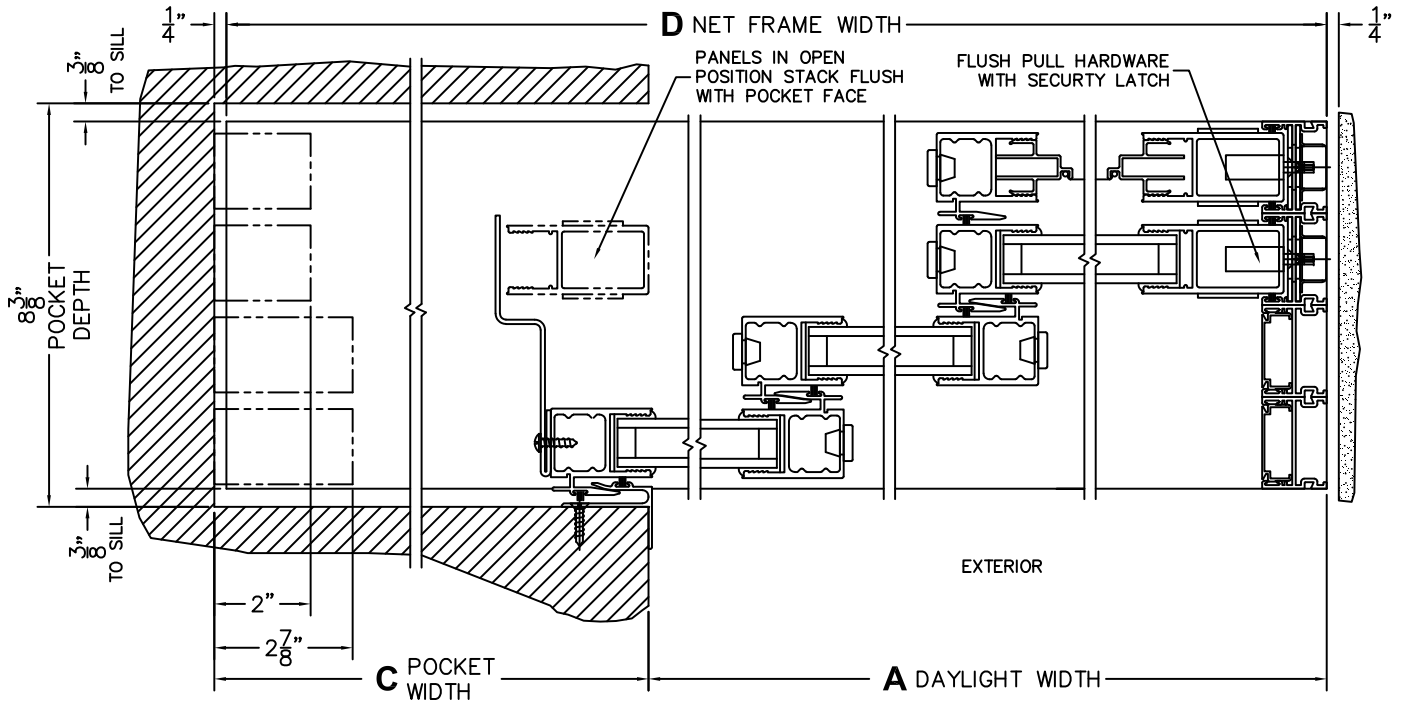 1/4"
D NET FRAME WIDTH
1/4"
3/8"
TO SILL
PANELS IN OPEN
POSITION STACK FLUSH
WITH POCKET FACE
FLUSH PULL HARDWARE
WITH SECURTY LATCH
8 3/8"
POCKET
DEPTH
3/8"
TO SILL
EXTERIOR
2"
2 7/8"
C POCKET
WIDTH
A DAYLIGHT WIDTH